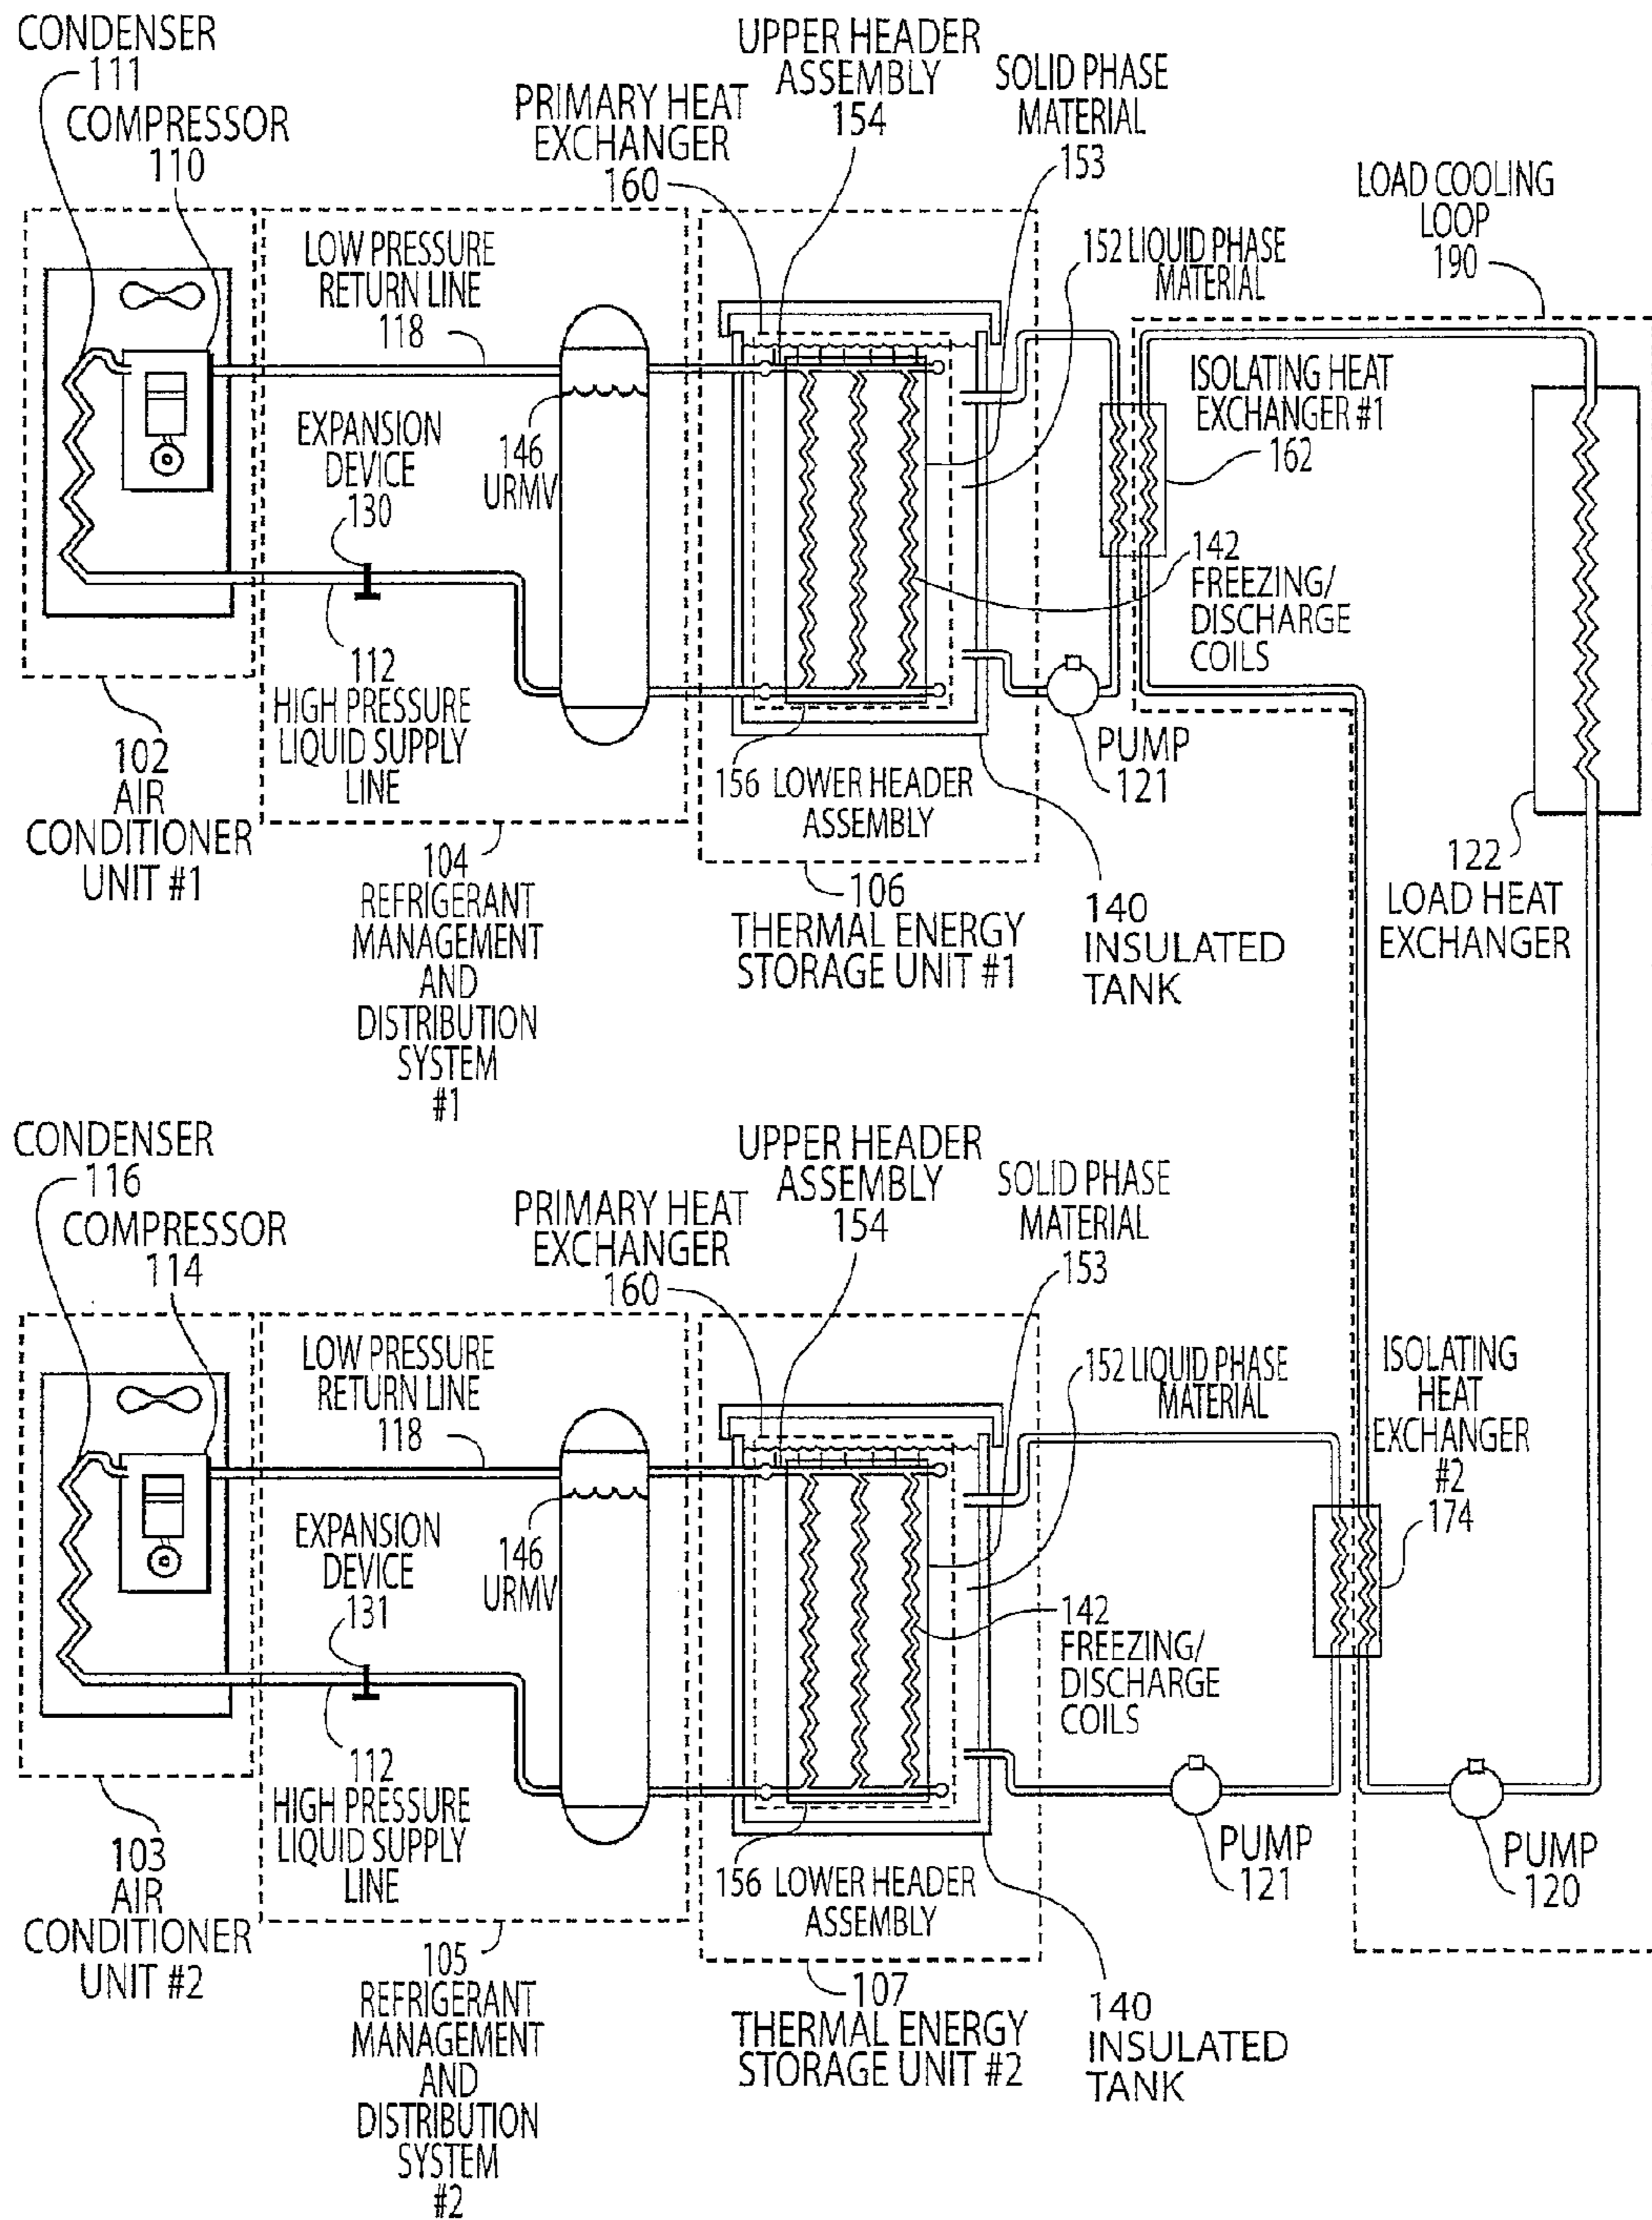 CONDENSER
111
COMPRESSOR
110
PRIMARY HEAT
EXCHANGER
160
UPPER HEADER
ASSEMBLY
154
SOLID PHASE
MATERIAL
153
LOAD COOLING
LOOP
190
152 LIQUID PHASE
MATERIAL
LOW PRESSURE
RETURN LINE
118
EXPANSION
DEVICE
130
146
URMV
ISOLATING HEAT
EXCHANGER #1
162
142
FREEZING/
DISCHARGE
COILS
112
HIGH PRESSURE
LIQUID SUPPLY
LINE
PUMP
121
156 LOWER HEADER
ASSEMBLY
102
AIR
CONDITIONER
UNIT #1
104
REFRIGERANT
MANAGEMENT
AND
DISTRIBUTION
SYSTEM
#1
106
THERMAL ENERGY
STORAGE UNIT #1
140
INSULATED
TANK
122
LOAD HEAT
EXCHANGER
CONDENSER
116
COMPRESSOR
114
PRIMARY HEAT
EXCHANGER
160
UPPER HEADER
ASSEMBLY
154
SOLID PHASE
MATERIAL
153
LOW PRESSURE
RETURN LINE
118
152 LIQUID PHASE
MATERIAL
ISOLATING
HEAT
EXCHANGER
#2
174
EXPANSION
DEVICE
131
146
URMV
142
FREEZING/
DISCHARGE
COILS
112
HIGH PRESSURE
LIQUID SUPPLY
LINE
156 LOWER HEADER
ASSEMBLY
PUMP
121
PUMP
120
103
AIR
CONDITIONER
UNIT #2
105
REFRIGERANT
MANAGEMENT
AND
DISTRIBUTION
SYSTEM
#2
107
THERMAL ENERGY
STORAGE UNIT #2
140
INSULATED
TANK